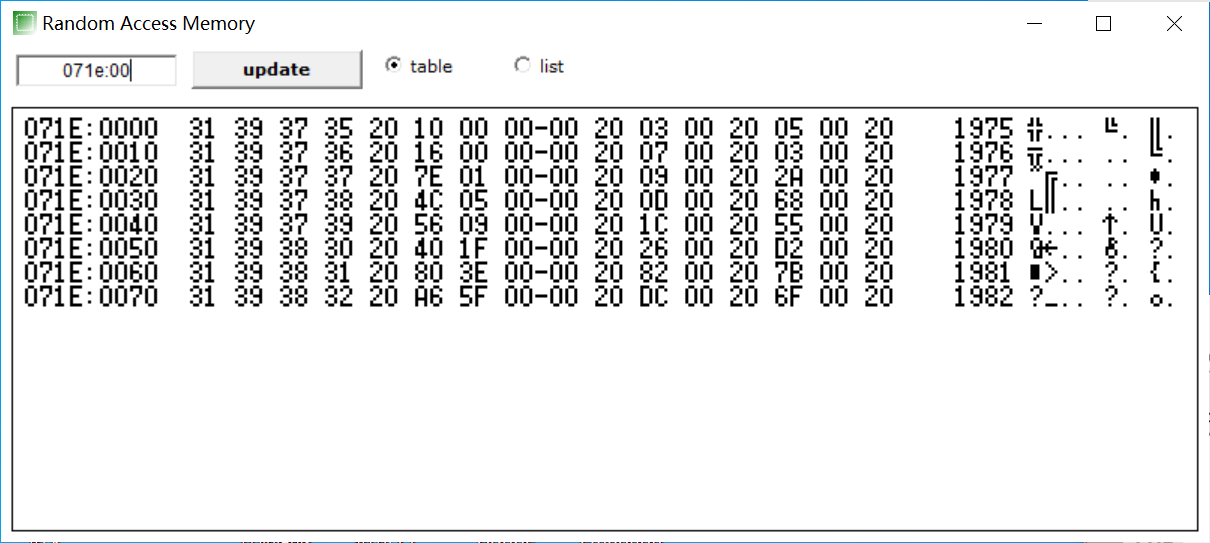 Random Access Memory
071e:00 update table list
071E:0000 31 39 37 35 20 10 00 00-00 20 03 00 20 05 00 20 1975 ╬... ╚. ║.
071E:0010 31 39 37 36 20 16 00 00-00 20 07 00 20 03 00 20 1976 ╥... .. ╚.
071E:0020 31 39 37 37 20 7E 01 00-00 20 09 00 20 2A 00 20 1977 ╔... .. *.
071E:0030 31 39 37 38 20 4C 05 00-00 20 0D 00 20 68 00 20 1978 L║.. .. h.
071E:0040 31 39 37 39 20 56 09 00-00 20 1C 00 20 55 00 20 1979 V... ↑. U.
071E:0050 31 39 38 30 20 40 1F 00-00 20 26 00 20 D2 00 20 1980 @←.. &. ?.
071E:0060 31 39 38 31 20 80 3E 00-00 20 82 00 20 7B 00 20 1981 ∎>.. ?. {.
071E:0070 31 39 38 32 20 A6 5F 00-00 20 DC 00 20 6F 00 20 1982 ?_.. ?. o.